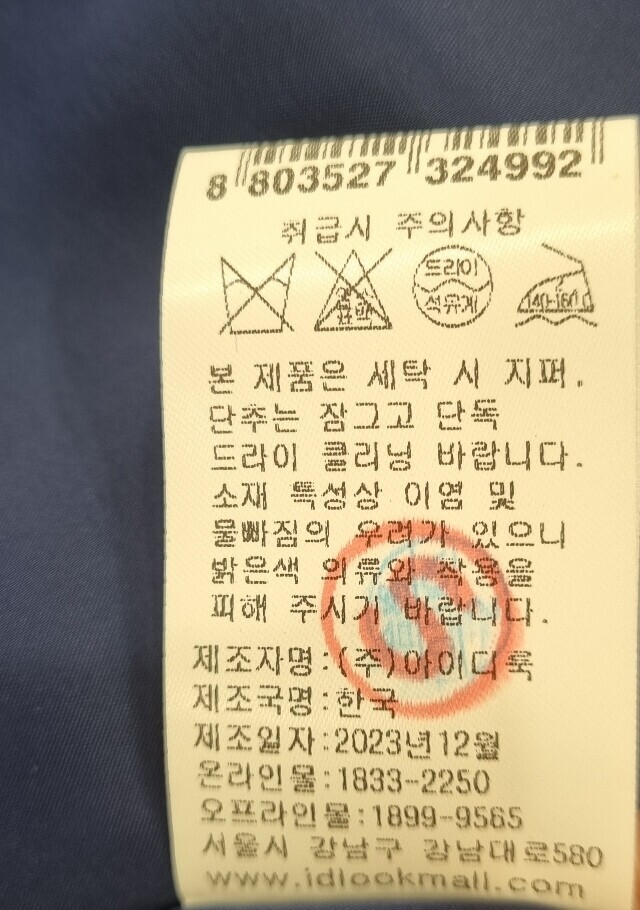 8 803527 324992
취급시 주의사항
드라이
석유계
140-160℃
본 제품은 세탁 시 지퍼,
단추는 잠그고 단독
드라이 클리닝 바랍니다.
소재 특성상 이염 및
물빠짐의 우려가 있으니
밝은색 의류와 착용을
피해 주시기 바랍니다.
제조자명:(주)아이디룩
제조국명:한국
제조일자:2023년12월
온라인몰:1833-2250
오프라인몰:1899-9565
서울시 강남구 강남대로580
www.idlookmall.com